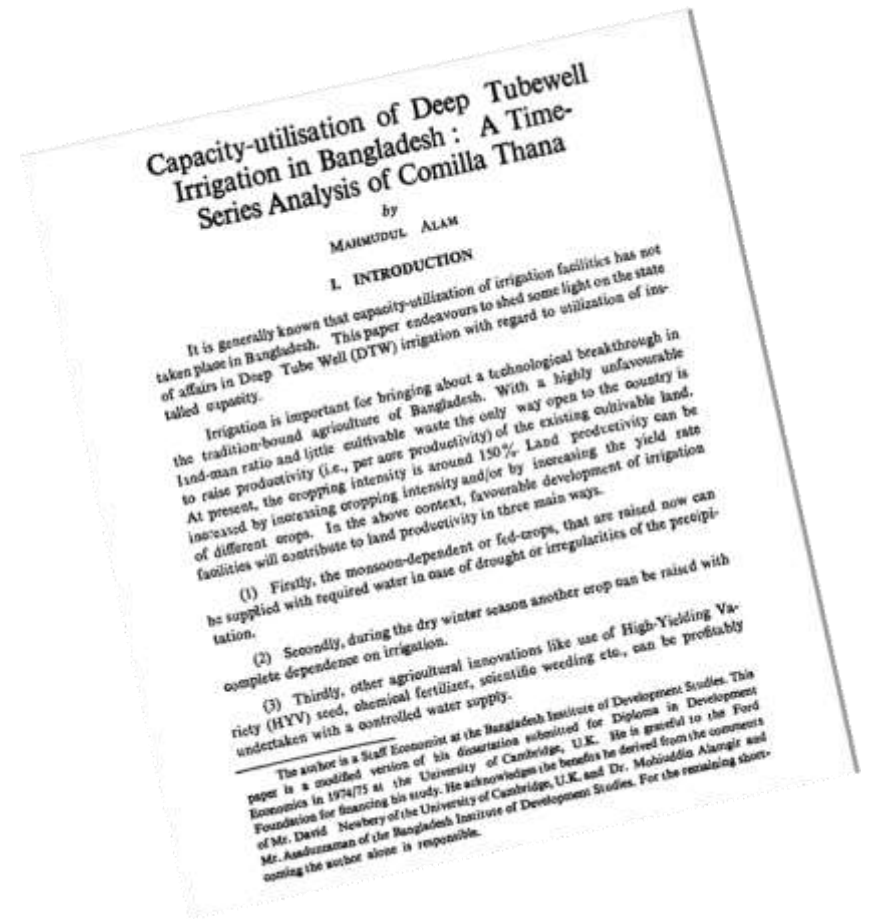 Capacity-utilisation of Deep Tubewell
Irrigation in Bangladesh : A Time-
Series Analysis of Comilla Thana
by
MAHMUDUL ALAM
I. INTRODUCTION
It is generally known that capacity-utilization of irrigation facilities has not
taken place in Bangladesh. This paper endeavours to shed some light on the state
of affairs in Deep Tube Well (DTW) irrigation with regard to utilization of ins-
talled capacity.
Irrigation is important for bringing about a technological breakthrough in
the tradition-bound agriculture of Bangladesh. With a highly unfavourable
land-man ratio and little cultivable waste the only way open to the country is
to raise productivity (i.e., per acre productivity) of the existing cultivable land.
At present, the cropping intensity is around 150%. Land productivity can be
increased by increasing cropping intensity and/or by increasing the yield rate
of different crops. In the above context, favourable development of irrigation
facilities will contribute to land productivity in three main ways.
(1) Firstly, the monsoon-dependent or fed-crops, that are raised now can
be supplied with required water in case of drought or irregularities of the precipi-
tation.
(2) Secondly, during the dry winter season another crop can be raised with
complete dependence on irrigation.
(3) Thirdly, other agricultural innovations like use of High-Yielding Va-
riety (HYV) seed, chemical fertilizer, scientific weeding etc., can be profitably
undertaken with a controlled water supply.
The author is a Staff Economist at the Bangladesh Institute of Development Studies. This
paper is a modified version of his dissertation submitted for Diploma in Development
Economics in 1974/75 at the University of Cambridge, U.K. He is grateful to the Ford
Foundation for financing his study. He acknowledges the benefits he derived from the comments
of Mr. David Newbery of the University of Cambridge, U.K. and Dr. Mohiuddin Alamgir and
Mr. Asaduzzaman of the Bangladesh Institute of Development Studies. For the remaining short-
coming the author alone is responsible.